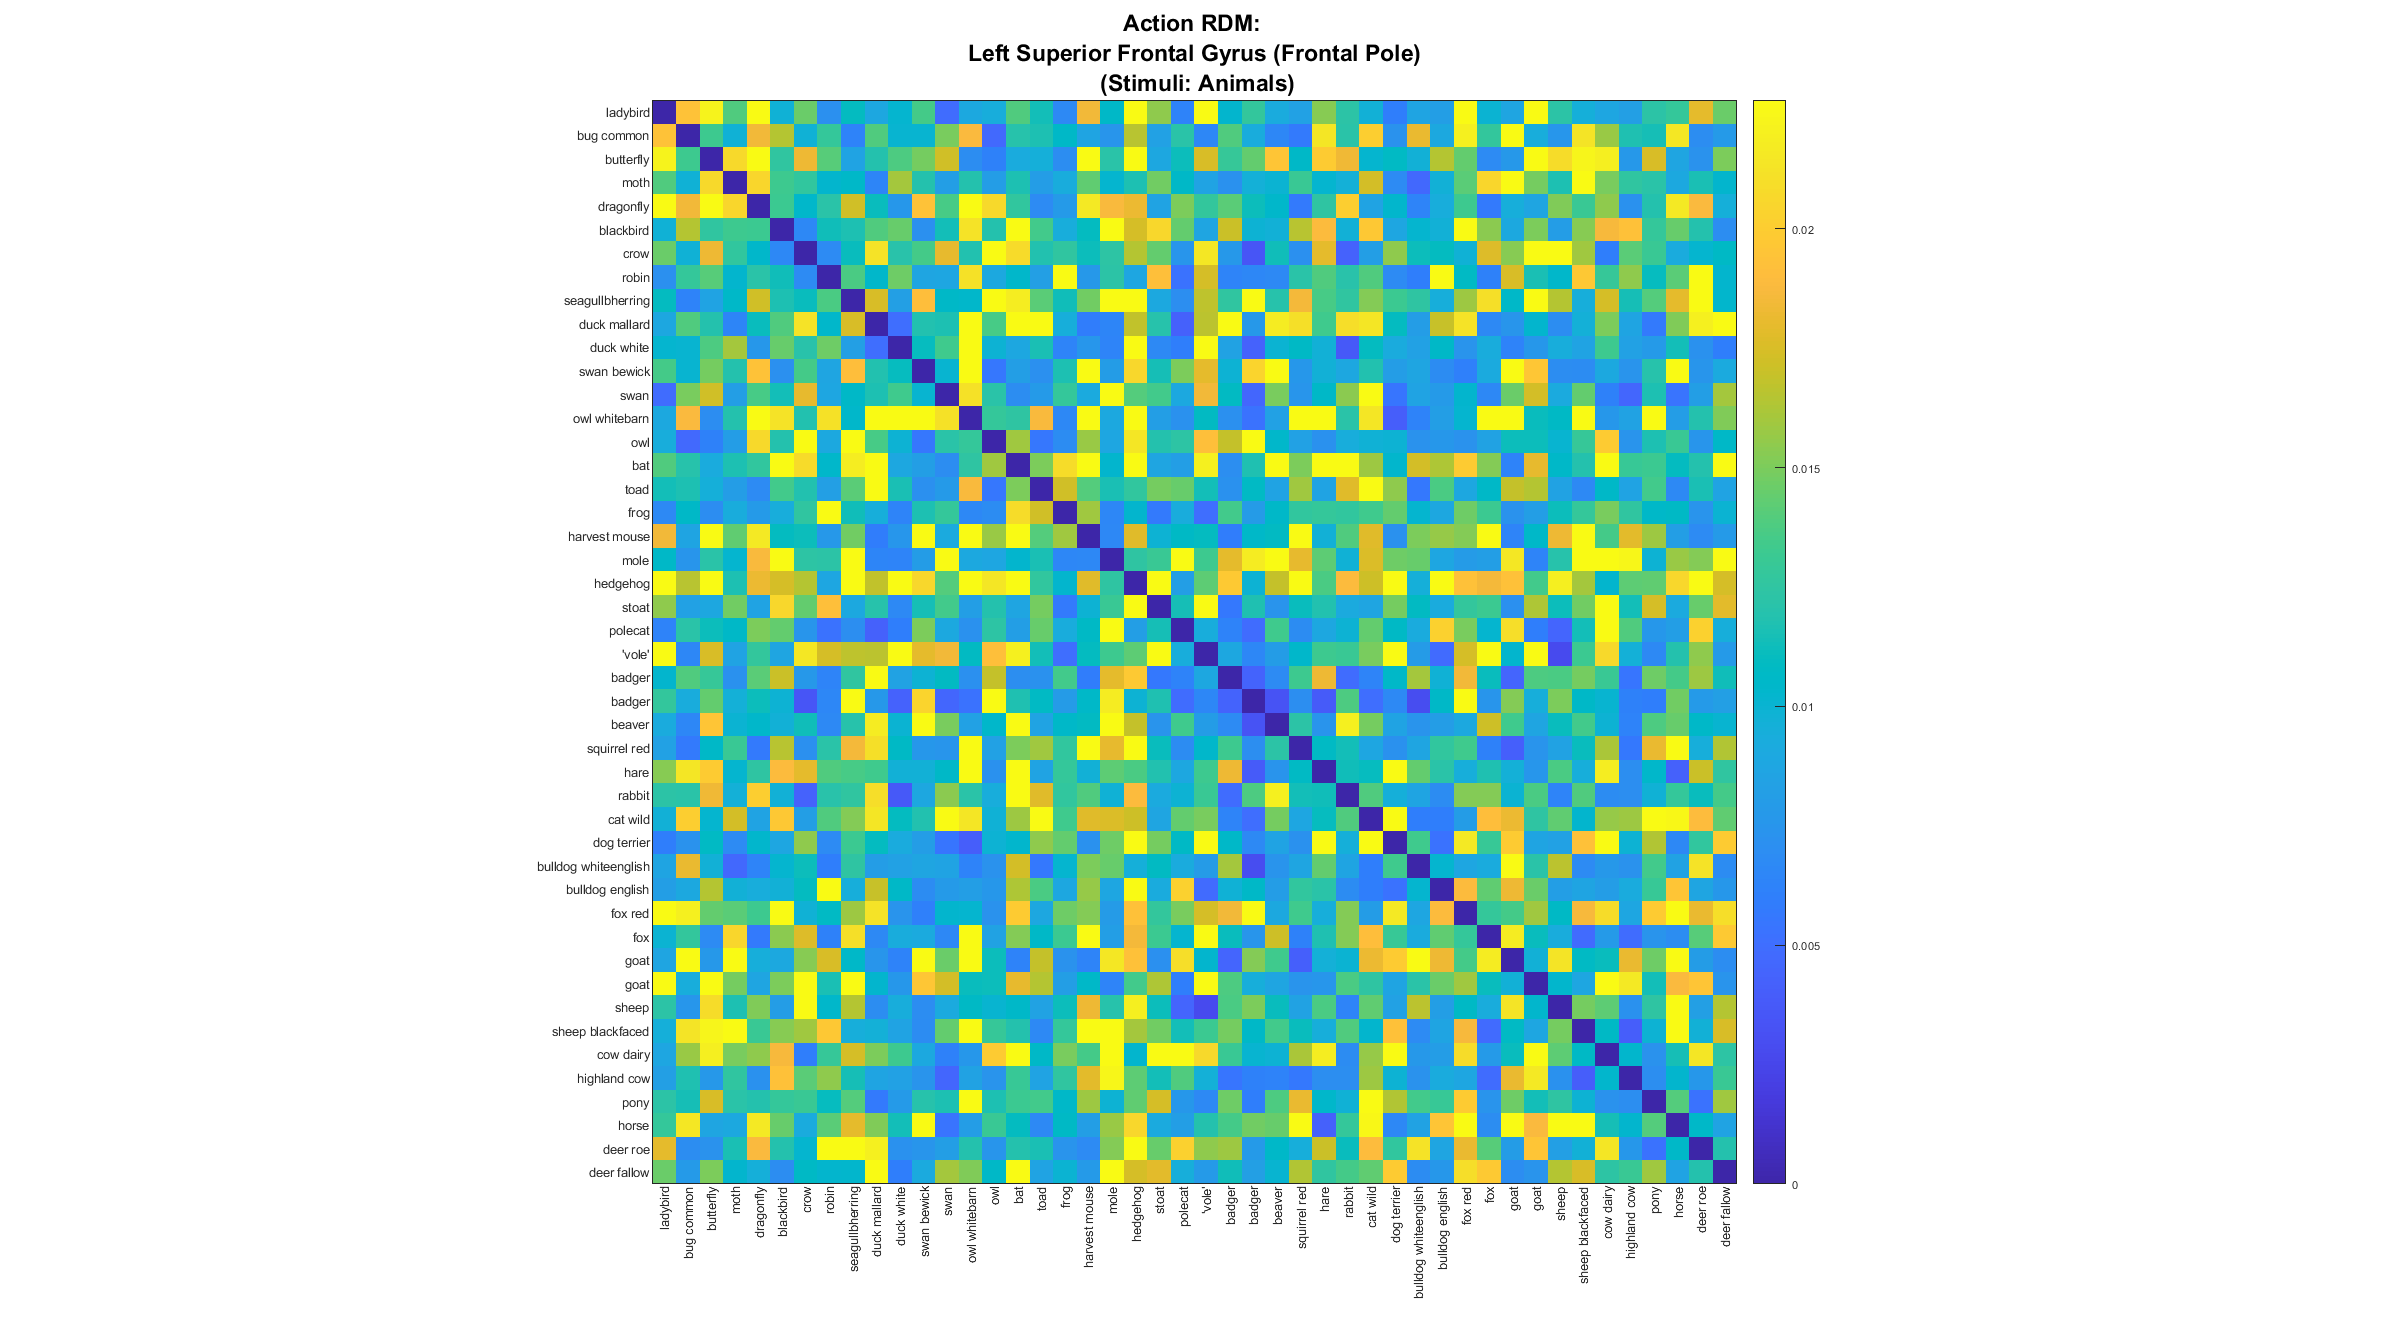 Action RDM:
Left Superior Frontal Gyrus (Frontal Pole)
(Stimuli: Animals)
ladybird
bug common
butterfly
moth
dragonfly
blackbird
crow
robin
seagullbherring
duck mallard
duck white
swan bewick
swan
owl whitebarn
owl
bat
toad
frog
harvest mouse
mole
hedgehog
stoat
polecat
'vole'
badger
badger
beaver
squirrel red
hare
rabbit
cat wild
dog terrier
bulldog whiteenglish
bulldog english
fox red
fox
goat
goat
sheep
sheep blackfaced
cow dairy
highland cow
pony
horse
deer roe
deer fallow
0.02
0.015
0.01
0.005
0
ladybird
bug common
butterfly
moth
dragonfly
blackbird
crow
robin
seagullbherring
duck mallard
duck white
swan bewick
swan
owl whitebarn
owl
bat
toad
frog
harvest mouse
mole
hedgehog
stoat
polecat
'vole'
badger
badger
beaver
squirrel red
hare
rabbit
cat wild
dog terrier
bulldog whiteenglish
bulldog english
fox red
fox
goat
goat
sheep
sheep blackfaced
cow dairy
highland cow
pony
horse
deer roe
deer fallow